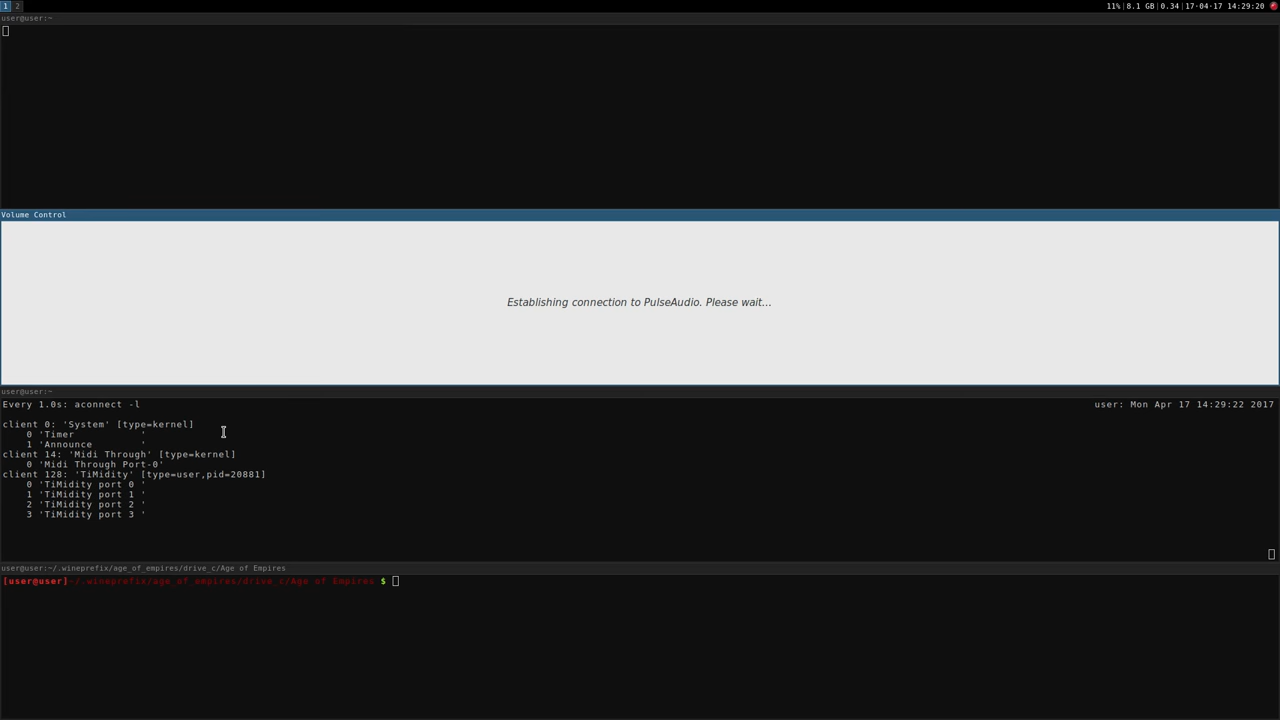 1 2 11%|8.1 GB|0.34|17-04-17 14:29:20
user@user:~
Volume Control
Establishing connection to PulseAudio. Please wait...
user@user:~
Every 1.0s: aconnect -l user: Mon Apr 17 14:29:22 2017
client 0: 'System' [type=kernel]
0 'Timer '
1 'Announce '
client 14: 'Midi Through' [type=kernel]
0 'Midi Through Port-0'
client 128: 'TiMidity' [type=user,pid=20881]
0 'TiMidity port 0 '
1 'TiMidity port 1 '
2 'TiMidity port 2 '
3 'TiMidity port 3 '
user@user:~/.wineprefix/age_of_empires/drive_c/Age of Empires
[user@user]~/.wineprefix/age_of_empires/drive_c/Age of Empires $